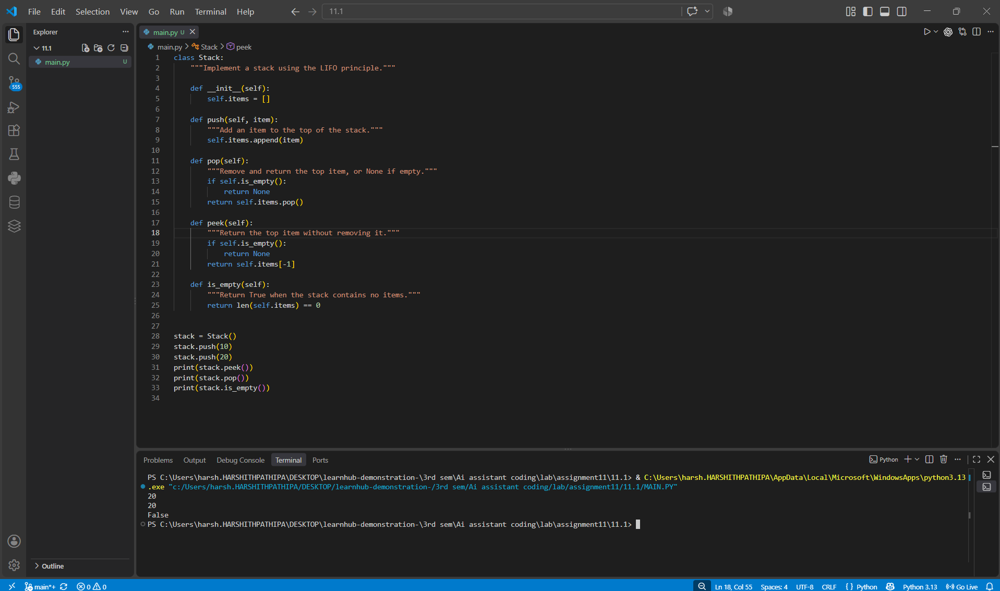 File Edit Selection View Go Run Terminal Help
11.1
Explorer
11.1
main.py U
555
Outline
main.py U
main.py > Stack > peek
1 class Stack:
2     """Implement a stack using the LIFO principle."""
3
4     def __init__(self):
5         self.items = []
6
7     def push(self, item):
8         """Add an item to the top of the stack."""
9         self.items.append(item)
10
11     def pop(self):
12         """Remove and return the top item, or None if empty."""
13         if self.is_empty():
14             return None
15         return self.items.pop()
16
17     def peek(self):
18         """Return the top item without removing it."""
19         if self.is_empty():
20             return None
21         return self.items[-1]
22
23     def is_empty(self):
24         """Return True when the stack contains no items."""
25         return len(self.items) == 0
26
27
28 stack = Stack()
29 stack.push(10)
30 stack.push(20)
31 print(stack.peek())
32 print(stack.pop())
33 print(stack.is_empty())
34
Problems Output Debug Console Terminal Ports
Python
PS C:\Users\harsh.HARSHITHPATHIPA\DESKTOP\learnhub-demonstration-\3rd sem\Ai assistant coding\lab\assignment11\11.1> & C:\Users\harsh.HARSHITHPATHIPA\AppData\Local\Microsoft\WindowsApps\python3.13
.exe "c:/Users/harsh.HARSHITHPATHIPA/DESKTOP/learnhub-demonstration-/3rd sem/Ai assistant coding/lab/assignment11/11.1/MAIN.PY"
20
20
False
PS C:\Users\harsh.HARSHITHPATHIPA\DESKTOP\learnhub-demonstration-\3rd sem\Ai assistant coding\lab\assignment11\11.1>
main*+ 0 0 Ln 18, Col 55 Spaces: 4 UTF-8 CRLF {} Python Python 3.13 Go Live